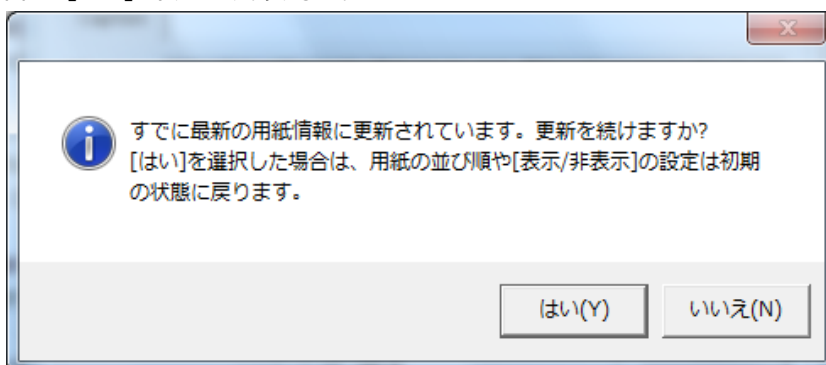 すでに最新の用紙情報に更新されています。更新を続けますか?
[はい]を選択した場合は、用紙の並び順や[表示/非表示]の設定は初期
の状態に戻ります。
はい(Y)
いいえ(N)